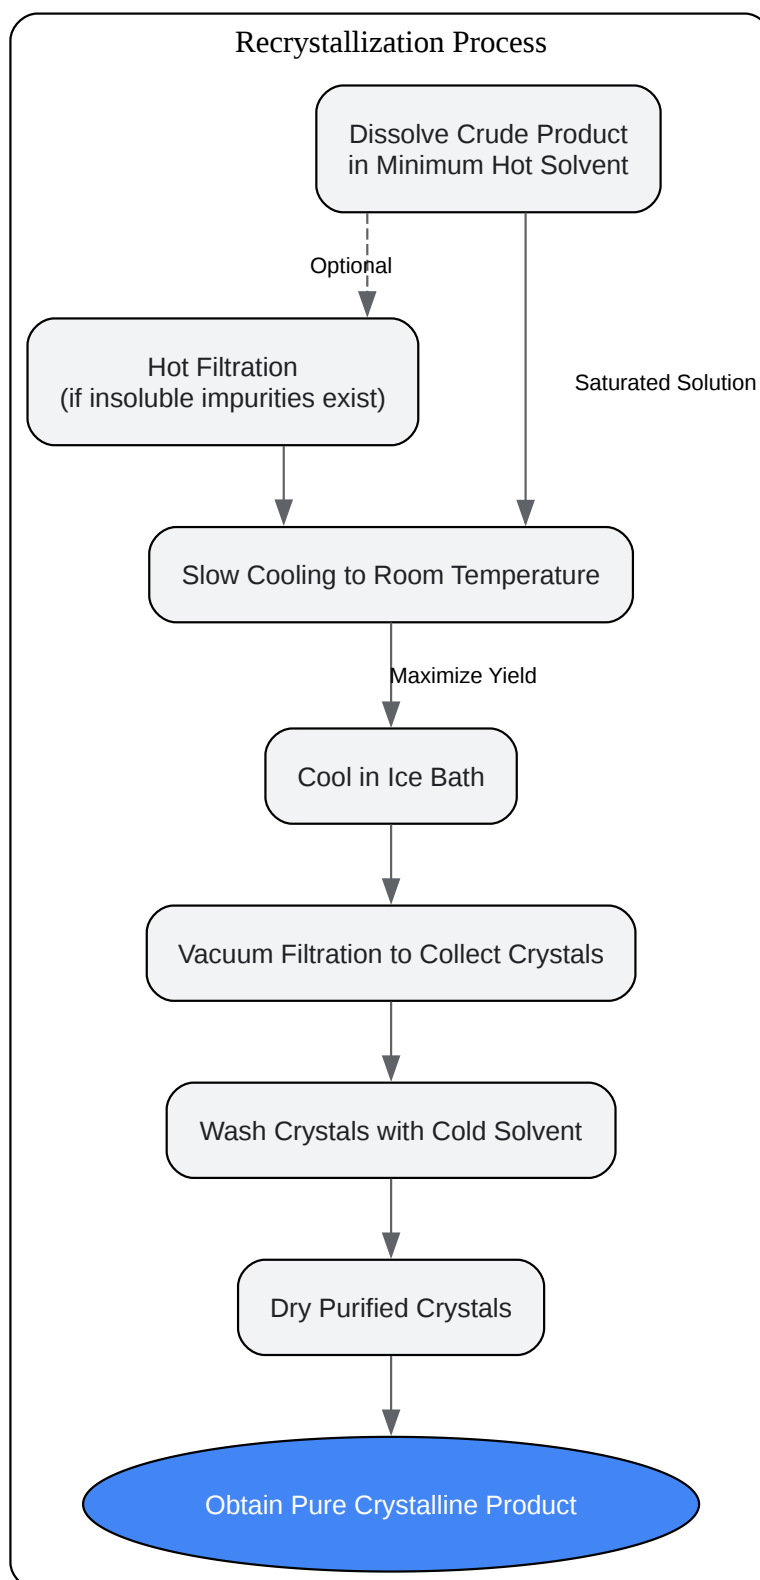 Recrystallization Process
Dissolve Crude Product
in Minimum Hot Solvent
Optional
Hot Filtration
(if insoluble impurities exist)
Saturated Solution
Slow Cooling to Room Temperature
Maximize Yield
Cool in Ice Bath
Vacuum Filtration to Collect Crystals
Wash Crystals with Cold Solvent
Dry Purified Crystals
Obtain Pure Crystalline Product